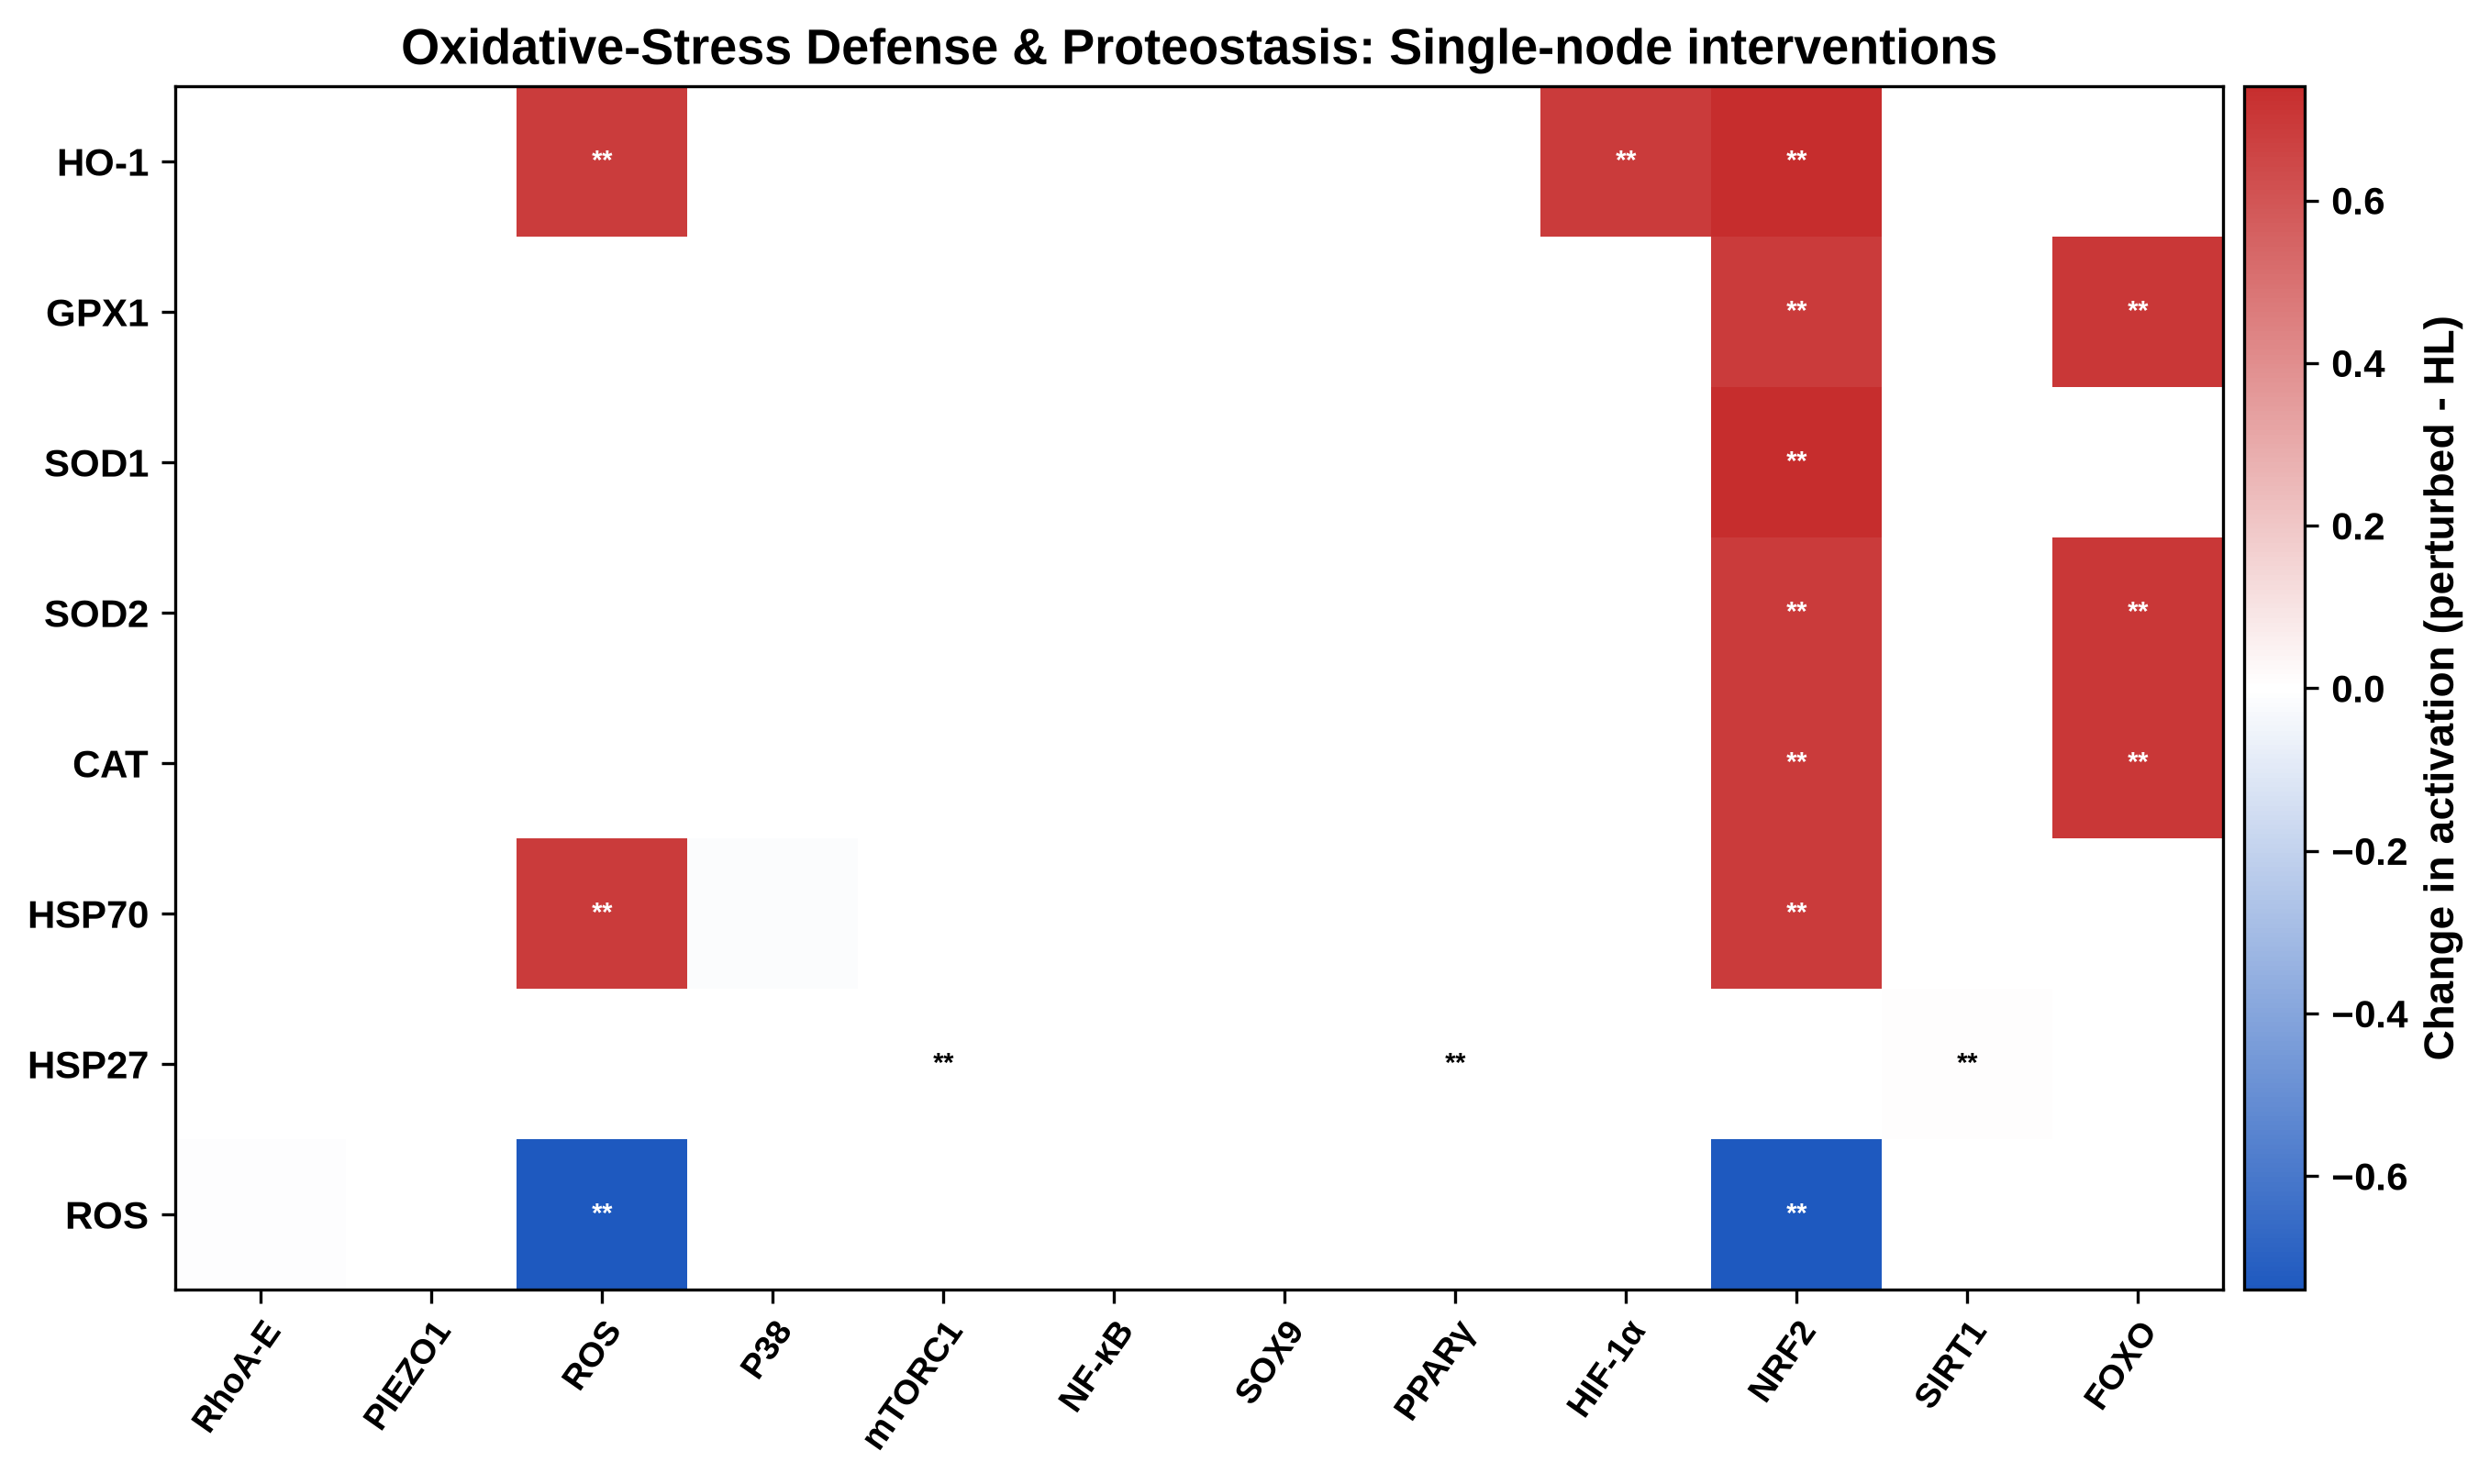 Oxidative-Stress Defense & Proteostasis: Single-node interventions
HO-1
** ** **
GPX1
** **
SOD1
**
SOD2
** **
CAT
** **
HSP70
** **
HSP27
** ** **
ROS
** **
RhoA-E
PIEZO1
ROS
P38
mTORC1
NF-κB
SOX9
PPARγ
HIF-1α
NRF2
SIRT1
FOXO
0.6
0.4
0.2
0.0
−0.2
−0.4
−0.6
Change in activation (perturbed - HL)